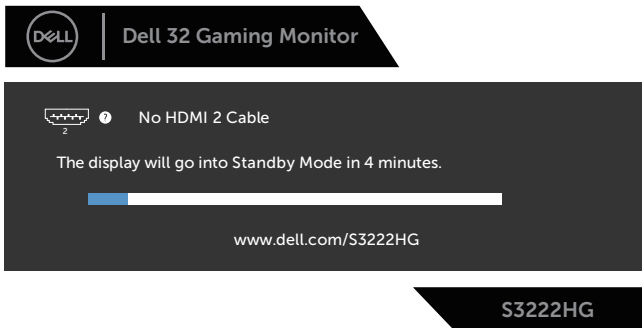 DELL
Dell 32 Gaming Monitor
2
? No HDMI 2 Cable
The display will go into Standby Mode in 4 minutes.
www.dell.com/S3222HG
S3222HG